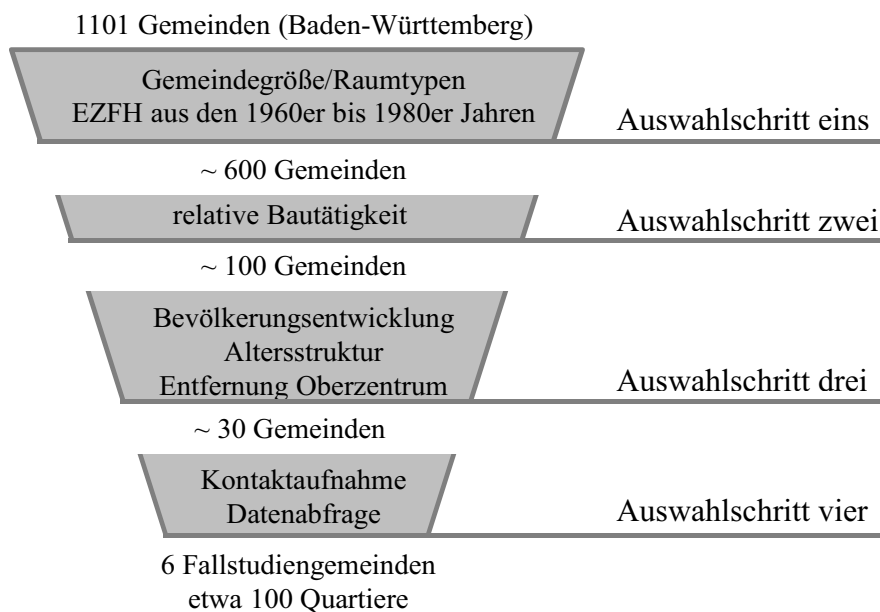 1101 Gemeinden (Baden-Württemberg)
Gemeindegröße/Raumtypen
EZFH aus den 1960er bis 1980er Jahren
Auswahlschritt eins
~ 600 Gemeinden
relative Bautätigkeit
Auswahlschritt zwei
~ 100 Gemeinden
Bevölkerungsentwicklung
Altersstruktur
Entfernung Oberzentrum
Auswahlschritt drei
~ 30 Gemeinden
Kontaktaufnahme
Datenabfrage
Auswahlschritt vier
6 Fallstudiengemeinden
etwa 100 Quartiere